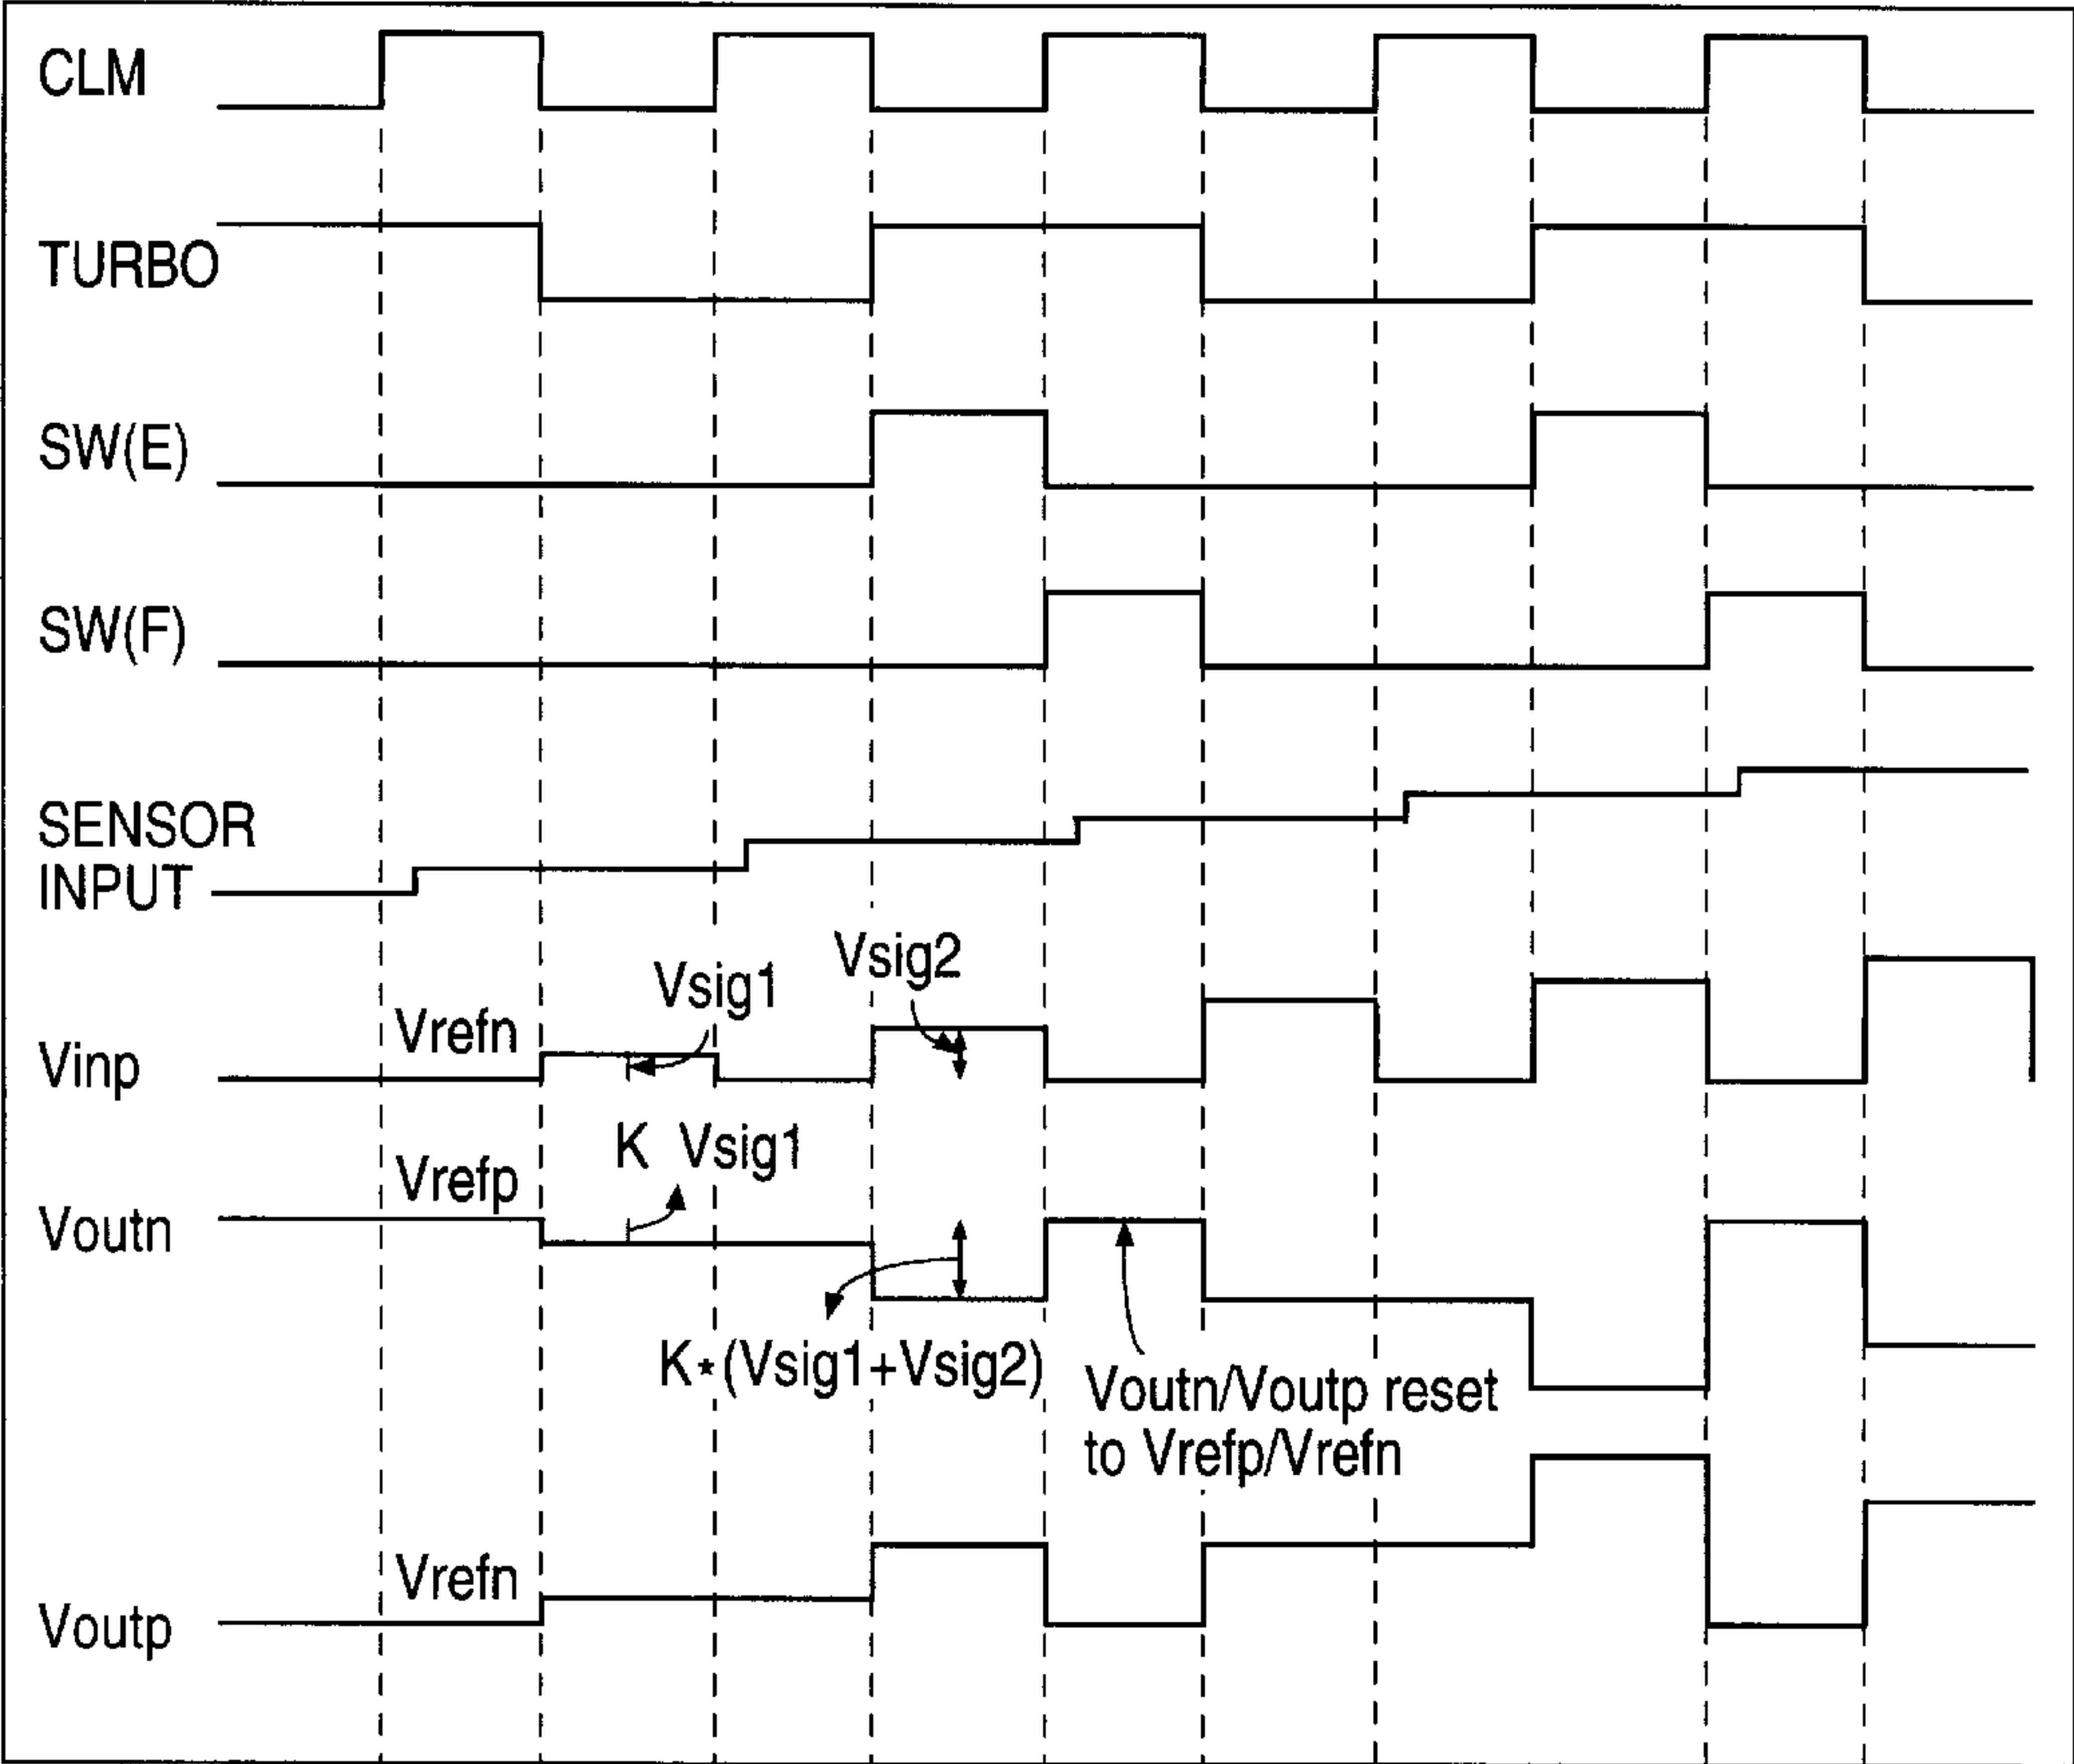 CLM
TURBO
SW(E)
SW(F)
SENSOR
INPUT
Vsig2
Vsig1
Vrefn
Vinp
K Vsig1
Vrefp
Voutn
K*(Vsig1+Vsig2)
Voutn/Voutp reset
to Vrefp/Vrefn
Vrefn
Voutp